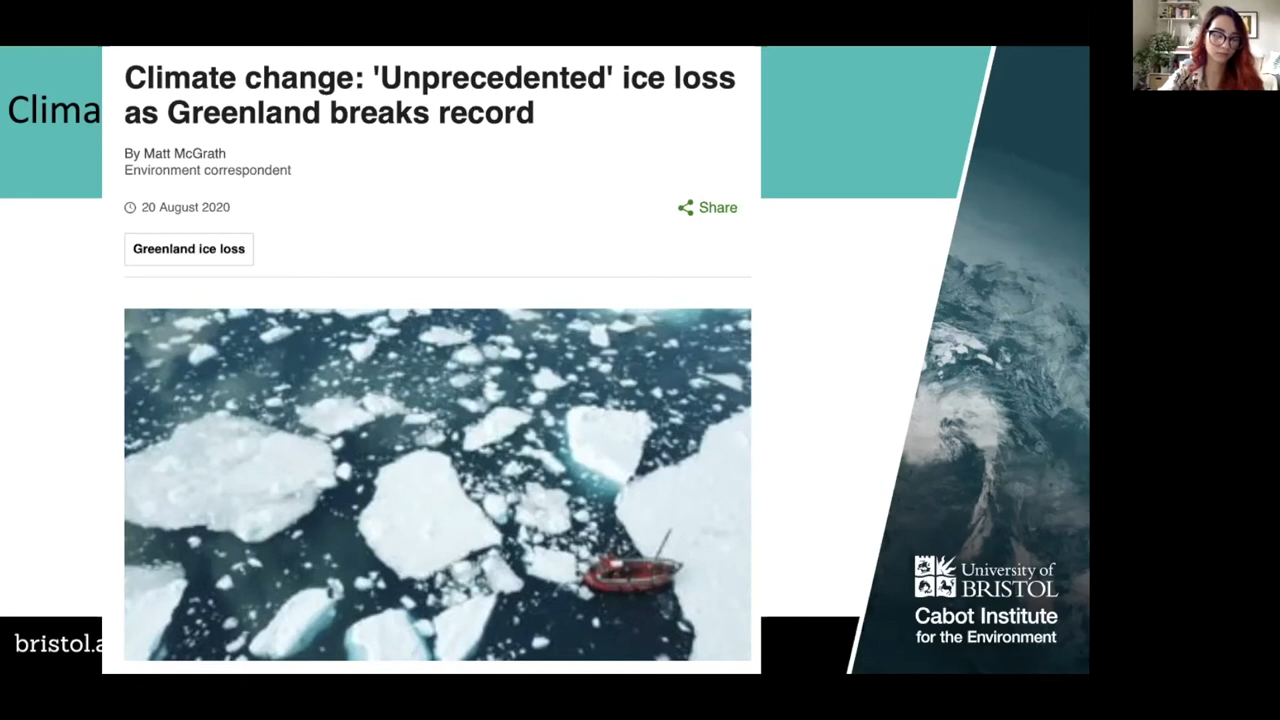 Clima
Climate change: 'Unprecedented' ice loss
as Greenland breaks record
By Matt McGrath
Environment correspondent
20 August 2020
Share
Greenland ice loss
bristol.a
University of
BRISTOL
Cabot Institute
for the Environment